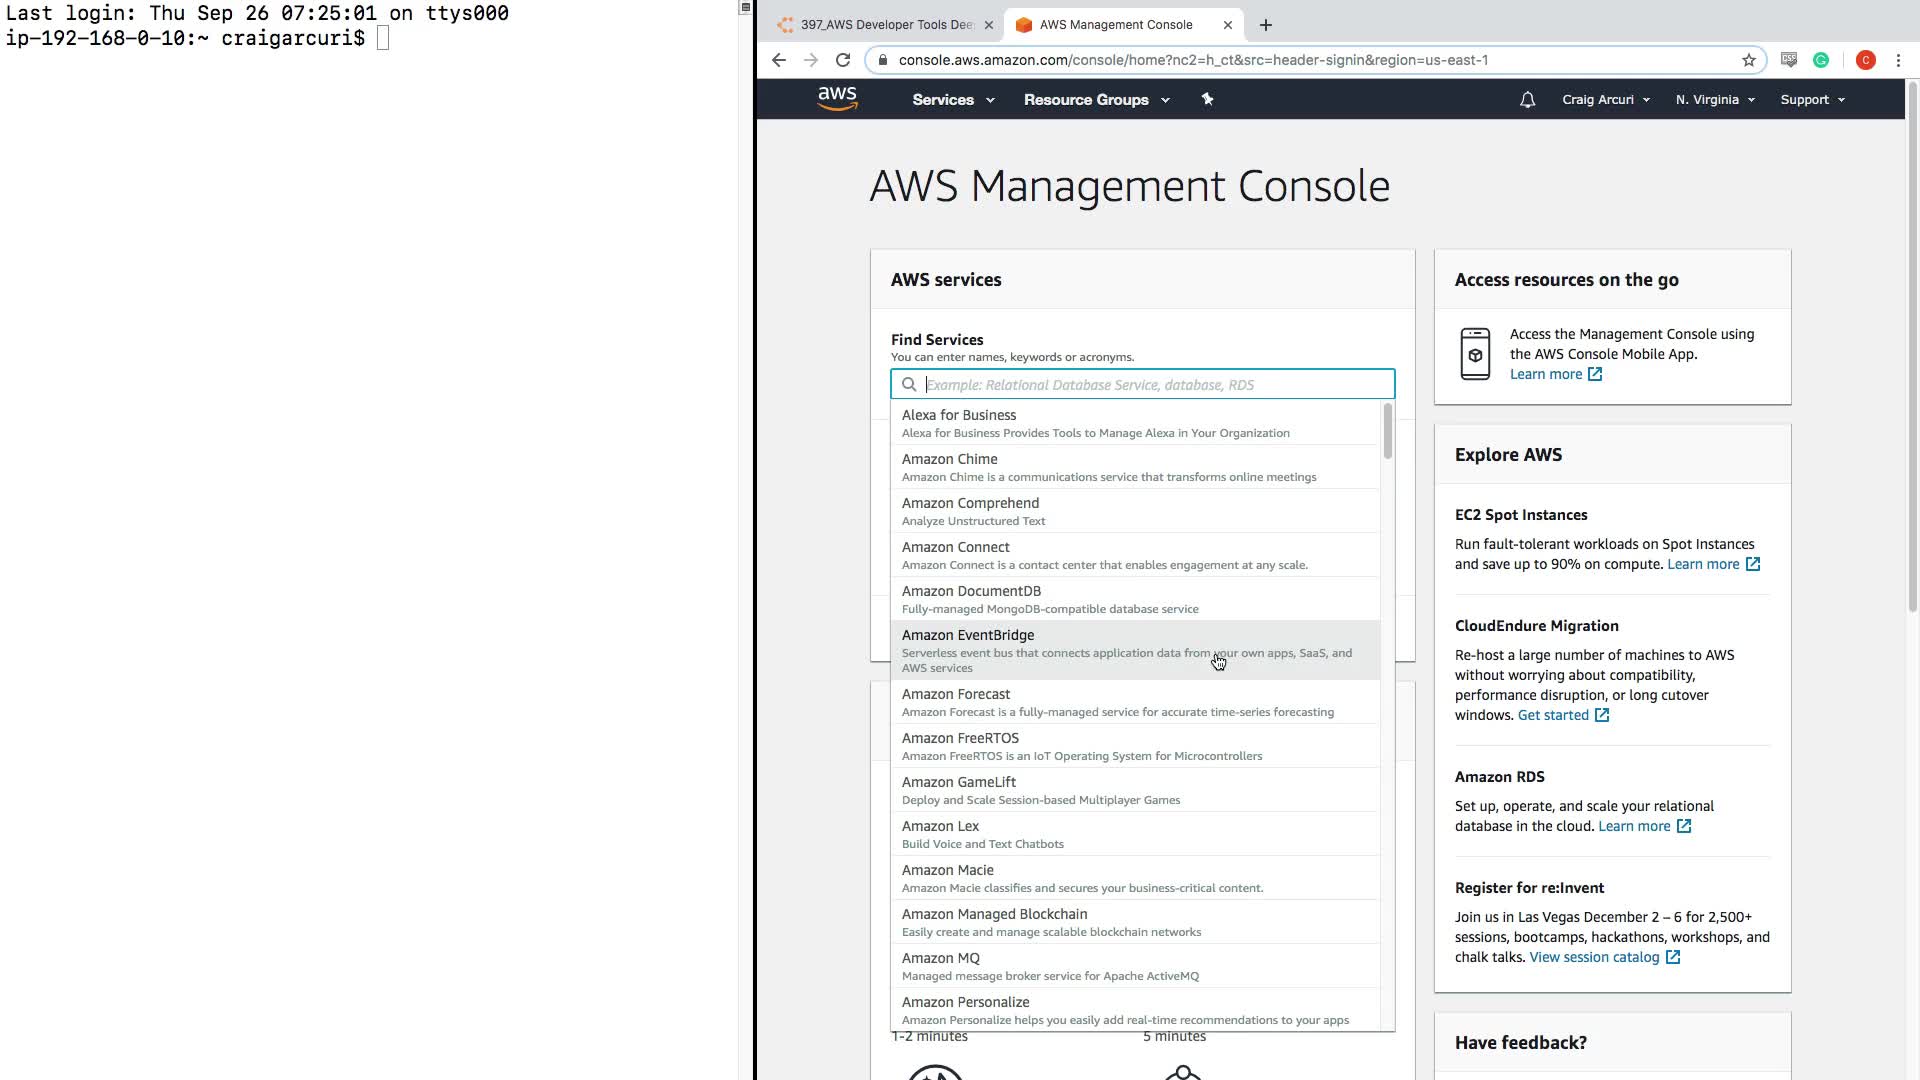 Last login: Thu Sep 26 07:25:01 on ttys000
ip-192-168-0-10:~ craigarcuri$
397_AWS Developer Tools Dee
AWS Management Console
console.aws.amazon.com/console/home?nc2=h_ct&src=header-signin&region=us-east-1
C
aws
Services
Resource Groups
Craig Arcuri
N. Virginia
Support
AWS Management Console
AWS services
Find Services
You can enter names, keywords or acronyms.
Example: Relational Database Service, database, RDS
Alexa for Business
Alexa for Business Provides Tools to Manage Alexa in Your Organization
Amazon Chime
Amazon Chime is a communications service that transforms online meetings
Amazon Comprehend
Analyze Unstructured Text
Amazon Connect
Amazon Connect is a contact center that enables engagement at any scale.
Amazon DocumentDB
Fully-managed MongoDB-compatible database service
Amazon EventBridge
Serverless event bus that connects application data from your own apps, SaaS, and
AWS services
Amazon Forecast
Amazon Forecast is a fully-managed service for accurate time-series forecasting
Amazon FreeRTOS
Amazon FreeRTOS is an IoT Operating System for Microcontrollers
Amazon GameLift
Deploy and Scale Session-based Multiplayer Games
Amazon Lex
Build Voice and Text Chatbots
Amazon Macie
Amazon Macie classifies and secures your business-critical content.
Amazon Managed Blockchain
Easily create and manage scalable blockchain networks
Amazon MQ
Managed message broker service for Apache ActiveMQ
Amazon Personalize
Amazon Personalize helps you easily add real-time recommendations to your apps
1-2 minutes
5 minutes
Access resources on the go
Access the Management Console using
the AWS Console Mobile App.
Learn more
Explore AWS
EC2 Spot Instances
Run fault-tolerant workloads on Spot Instances
and save up to 90% on compute. Learn more
CloudEndure Migration
Re-host a large number of machines to AWS
without worrying about compatibility,
performance disruption, or long cutover
windows. Get started
Amazon RDS
Set up, operate, and scale your relational
database in the cloud. Learn more
Register for re:Invent
Join us in Las Vegas December 2 – 6 for 2,500+
sessions, bootcamps, hackathons, workshops, and
chalk talks. View session catalog
Have feedback?